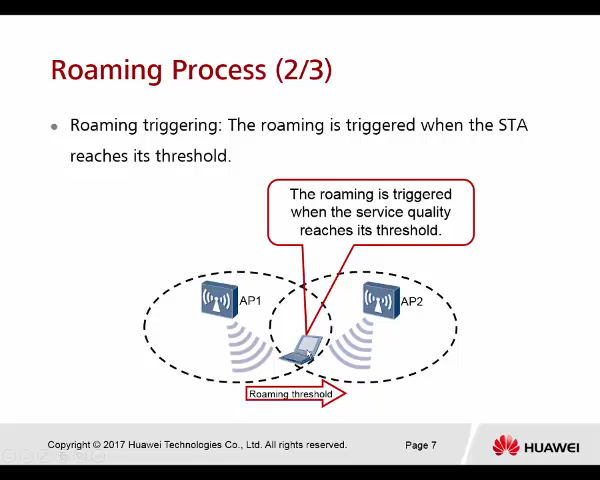 Roaming Process (2/3)
Roaming triggering: The roaming is triggered when the STA
reaches its threshold.
The roaming is triggered
when the service quality
reaches its threshold.
AP1
AP2
Roaming threshold
Copyright © 2017 Huawei Technologies Co., Ltd. All rights reserved.
Page 7
HUAWEI